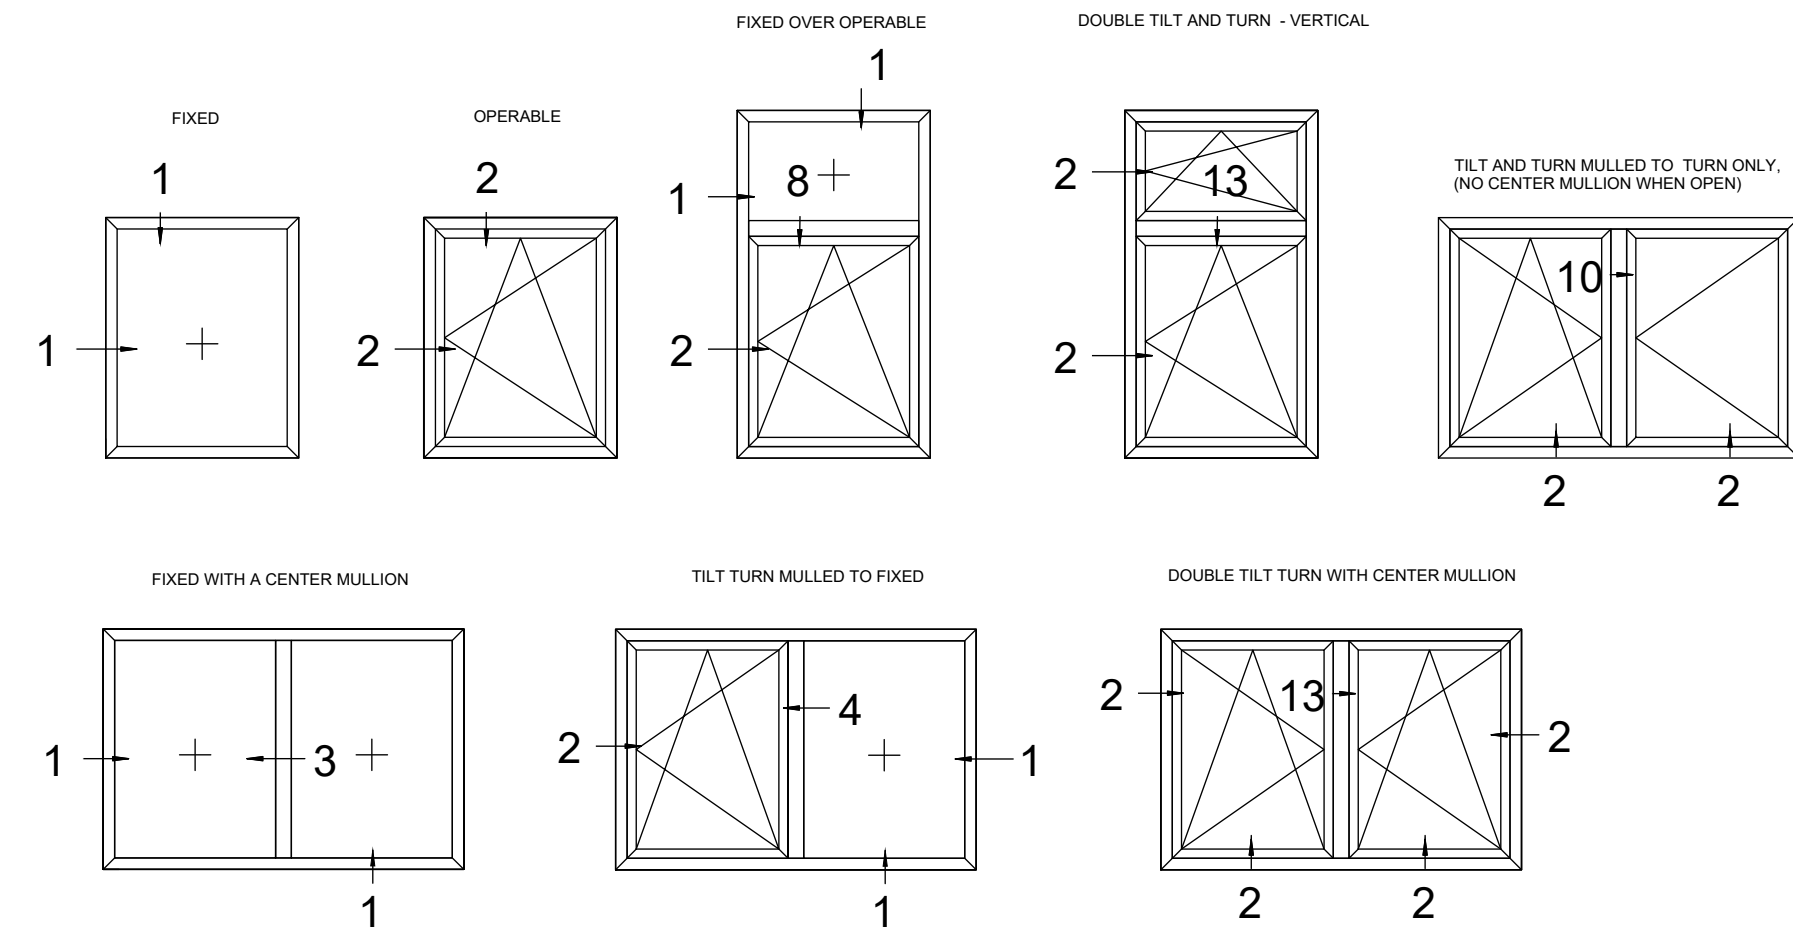 FIXED OVER OPERABLE
DOUBLE TILT AND TURN - VERTICAL
1
FIXED
OPERABLE
1
2
8
1
2
13
TILT AND TURN MULLED TO TURN ONLY,
(NO CENTER MULLION WHEN OPEN)
10
1
2
2
2
2
2
FIXED WITH A CENTER MULLION
TILT TURN MULLED TO FIXED
DOUBLE TILT TURN WITH CENTER MULLION
1
3
1
2
4
1
1
2
13
2
2
2